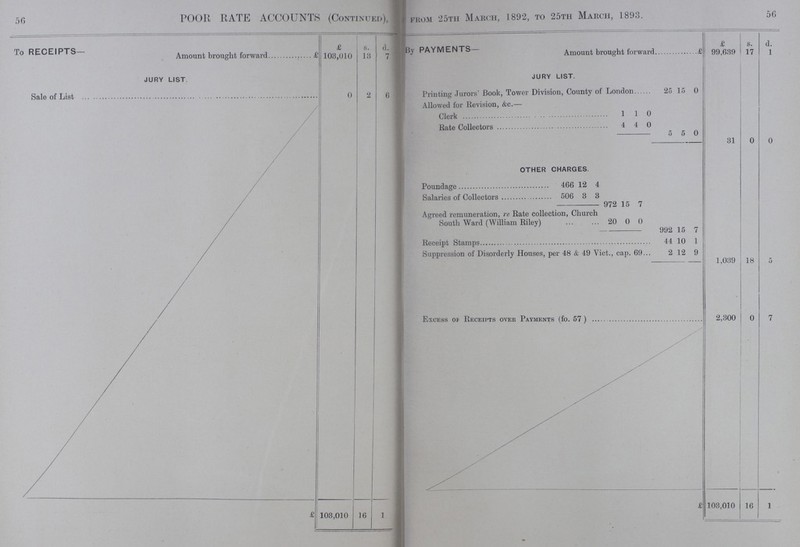 56
POOR RATE ACCOUNTS (Continued),
£ s. d.
To RECEIPTS—
Amount brought forward............£ 103,010 13 7
JURY LIST.
Sale of List ... 0 2 6
£ 103,010 16 1
from 25th March, 1892, to 25th March, 1893.
56
£ s. d.
By PAYMENTS—
Amount brought forward............£ 99,639 17 1
JURY LIST.
Printing Jurors' Book, Tower Division, County of London...... 25 15 0
Allowed for Revision, &c.—
Clerk ... 1 1 0
Rate Collectors ... 4 4 0
5 5 0
31 0 0
OTHER CHARGES.
Poundage ... 466 12 4
Salaries of Collectors ... 506 3 3
972 15 7
Agreed remuneration, re Rate collection, Church
South Ward (William Riley) ... ... 20 0 0
992 15 7
Receipt Stamps... 44 10 1
Suppression of Disorderly Houses, per 48 & 49 Vict., cap. 69... 2 12 9
1,039 18 5
Excess of Receipts over Payments (fo. 57) ... 2,300 0 7
£ 103,010 16 1